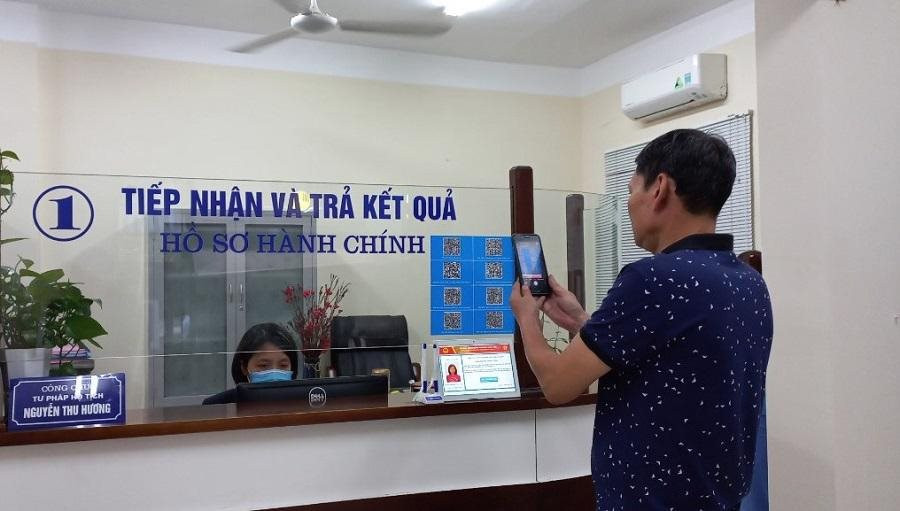 1
TIẾP NHẬN VÀ TRẢ KẾT QUẢ
HỒ SƠ HÀNH CHÍNH
CÔNG CHỨC
TƯ PHÁP HỘ TỊCH
NGUYỄN THU HƯƠNG
DELL